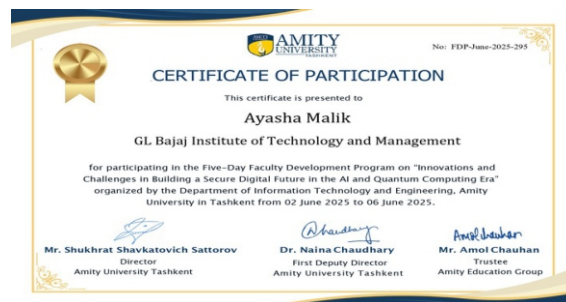 AMITY
UNIVERSITY
TASHKENT
No: FDP-June-2025-295
CERTIFICATE OF PARTICIPATION
This certificate is presented to
Ayasha Malik
GL Bajaj Institute of Technology and Management
for participating in the Five-Day Faculty Development Program on "Innovations and
Challenges in Building a Secure Digital Future in the AI and Quantum Computing Era"
organized by the Department of Information Technology and Engineering, Amity
University in Tashkent from 02 June 2025 to 06 June 2025.
Chaudhary
Amol chauhan
Mr. Shukhrat Shavkatovich Sattorov
Dr. Naina Chaudhary
Mr. Amol Chauhan
Director
First Deputy Director
Trustee
Amity University Tashkent
Amity University Tashkent
Amity Education Group